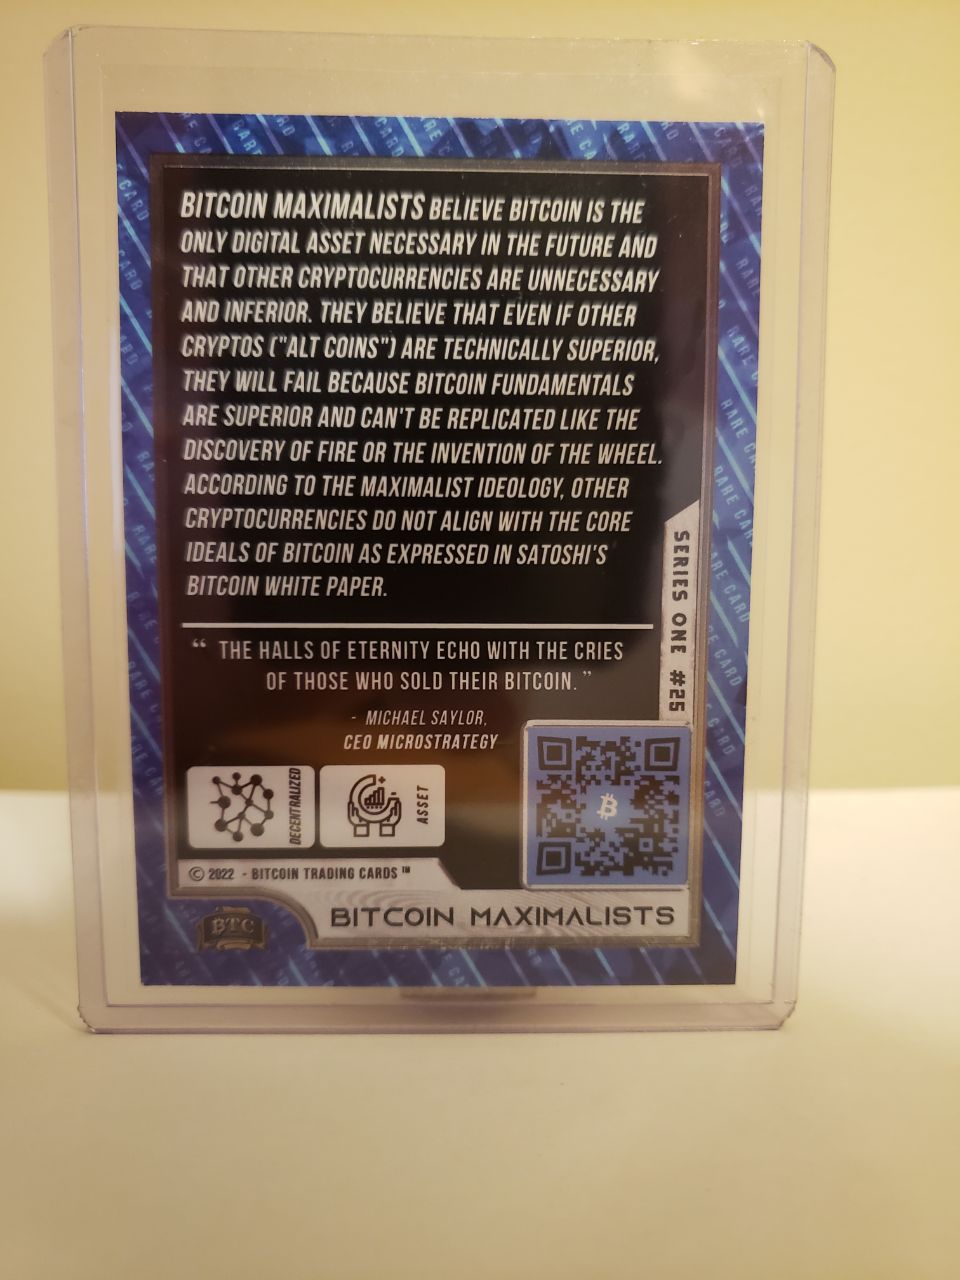 BITCOIN MAXIMALISTS BELIEVE BITCOIN IS THE
ONLY DIGITAL ASSET NECESSARY IN THE FUTURE AND
THAT OTHER CRYPTOCURRENCIES ARE UNNECESSARY
AND INFERIOR. THEY BELIEVE THAT EVEN IF OTHER
CRYPTOS ("ALT COINS") ARE TECHNICALLY SUPERIOR,
THEY WILL FAIL BECAUSE BITCOIN FUNDAMENTALS
ARE SUPERIOR AND CAN'T BE REPLICATED LIKE THE
DISCOVERY OF FIRE OR THE INVENTION OF THE WHEEL.
ACCORDING TO THE MAXIMALIST IDEOLOGY, OTHER
CRYPTOCURRENCIES DO NOT ALIGN WITH THE CORE
IDEALS OF BITCOIN AS EXPRESSED IN SATOSHI'S
BITCOIN WHITE PAPER.
SERIES ONE #25
“ THE HALLS OF ETERNITY ECHO WITH THE CRIES
OF THOSE WHO SOLD THEIR BITCOIN. ”
- MICHAEL SAYLOR,
CEO MICROSTRATEGY
DECENTRALIZED
ASSET
© 2022 - BITCOIN TRADING CARDS ™
BTC
BITCOIN MAXIMALISTS
RARE CARD